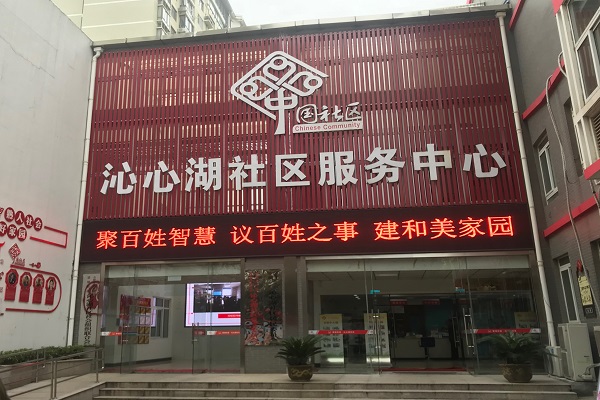 中国社区
Chinese Community
沁心湖社区服务中心
聚百姓智慧 议百姓之事 建和美家园